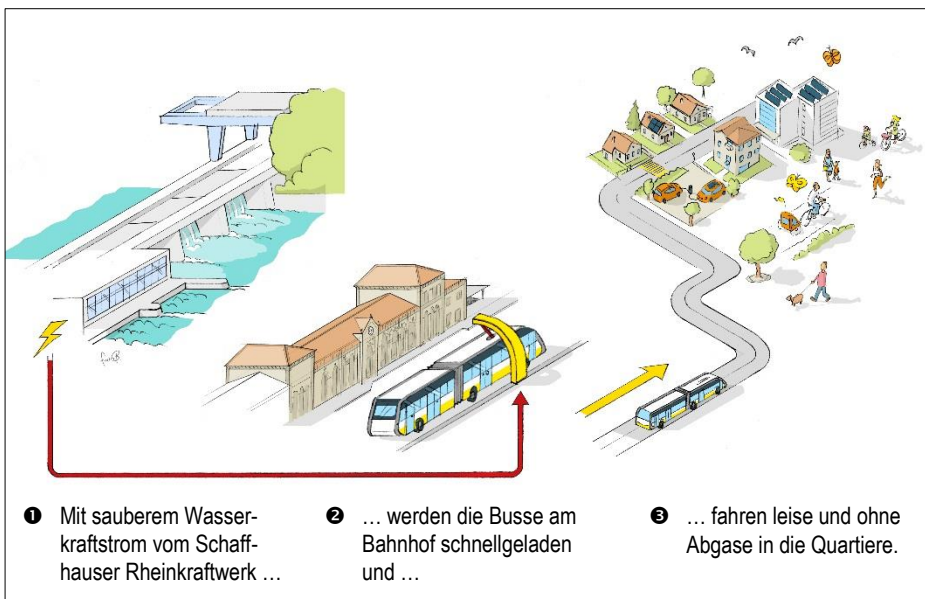 ❶ Mit sauberem Wasser-
kraftstrom vom Schaff-
hauser Rheinkraftwerk …
❷ … werden die Busse am
Bahnhof schnellgeladen
und …
❸ … fahren leise und ohne
Abgase in die Quartiere.